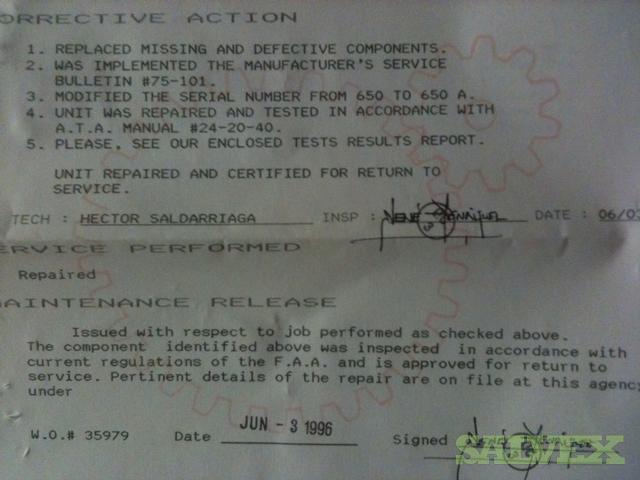 ORRECTIVE ACTION
1. REPLACED MISSING AND DEFECTIVE COMPONENTS.
2. WAS IMPLEMENTED THE MANUFACTURER'S SERVICE
BULLETIN #75-101.
3. MODIFIED THE SERIAL NUMBER FROM 650 TO 650 A.
4. UNIT WAS REPAIRED AND TESTED IN ACCORDANCE WITH
A.T.A. MANUAL #24-20-40.
5. PLEASE, SEE OUR ENCLOSED TESTS RESULTS REPORT.
UNIT REPAIRED AND CERTIFIED FOR RETURN TO
SERVICE.
TECH : HECTOR SALDARRIAGA INSP : DATE : 06/03
ERVICE PERFORMED
Repaired
AINTENANCE RELEASE
Issued with respect to job performed as checked above.
The component identified above was inspected in accordance with
current regulations of the F.A.A. and is approved for return to
service. Pertinent details of the repair are on file at this agency
under
W.O.# 35979 Date JUN - 3 1996 Signed
SALVEX